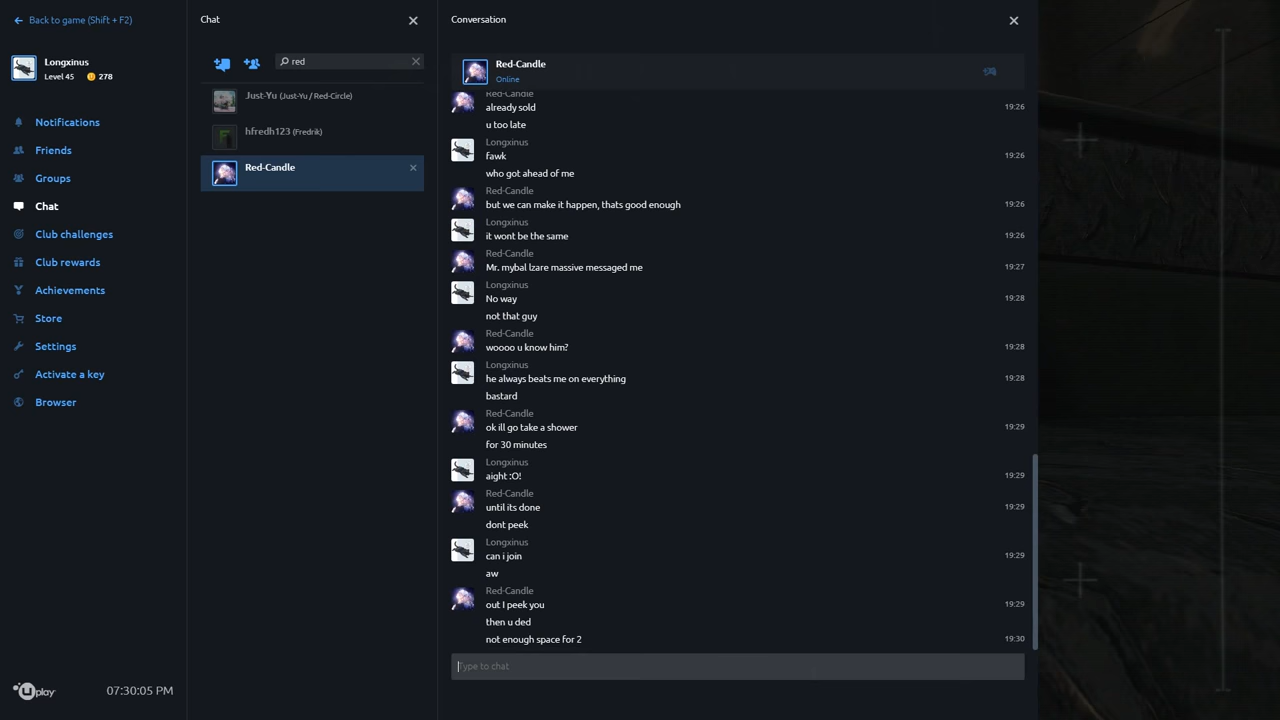 Back to game (Shift + F2)
Longxinus
Level 45
278
Notifications
Friends
Groups
Chat
Club challenges
Club rewards
Achievements
Store
Settings
Activate a key
Browser
uplay
07:30:05 PM
Chat
red
Just-Yu (Just-Yu / Red-Circle)
hfredh123 (Fredrik)
Red-Candle
Conversation
Red-Candle
Online
Red-Candle
already sold 19:26
u too late
Longxinus
fawk 19:26
who got ahead of me
Red-Candle
but we can make it happen, thats good enough 19:26
Longxinus
it wont be the same 19:26
Red-Candle
Mr. mybal lzare massive messaged me 19:27
Longxinus
No way 19:28
not that guy
Red-Candle
woooo u know him? 19:28
Longxinus
he always beats me on everything 19:28
bastard
Red-Candle
ok ill go take a shower 19:29
for 30 minutes
Longxinus
aight :O! 19:29
Red-Candle
until its done 19:29
dont peek
Longxinus
can i join 19:29
aw
Red-Candle
out I peek you 19:29
then u ded
not enough space for 2 19:30
Type to chat